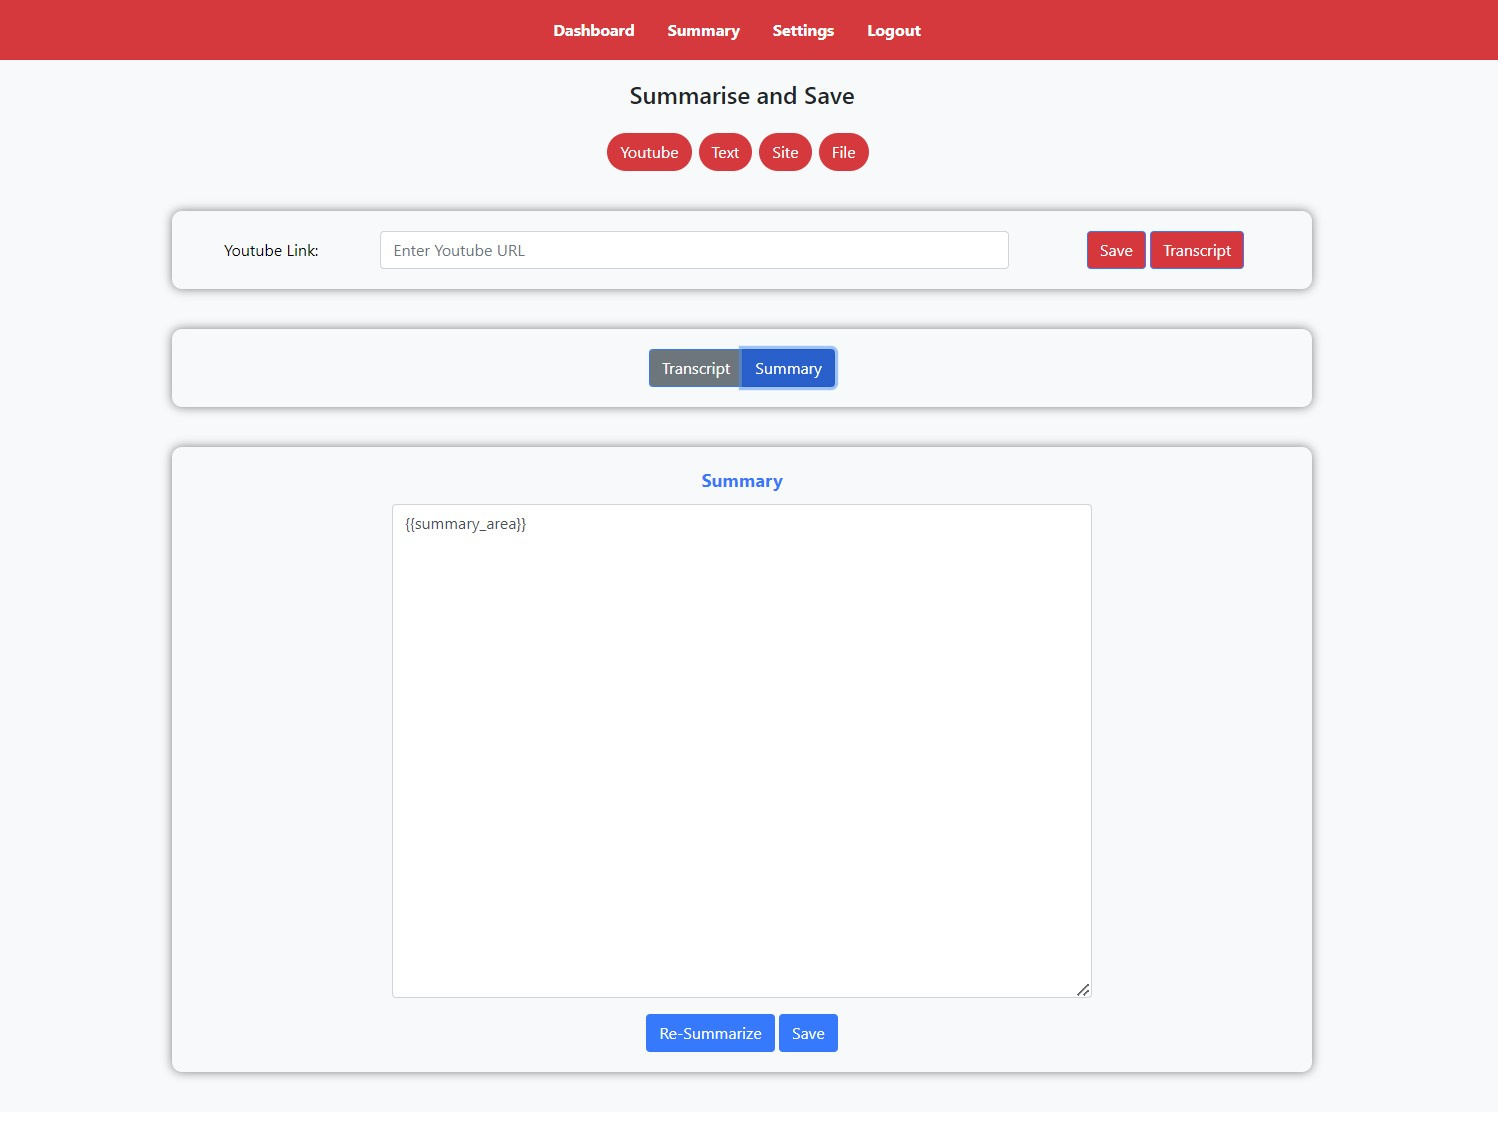 Dashboard Summary Settings Logout
Summarise and Save
Youtube Text Site File
Youtube Link: Enter Youtube URL Save Transcript
Transcript Summary
Summary
{{summary_area}}
Re-Summarize Save